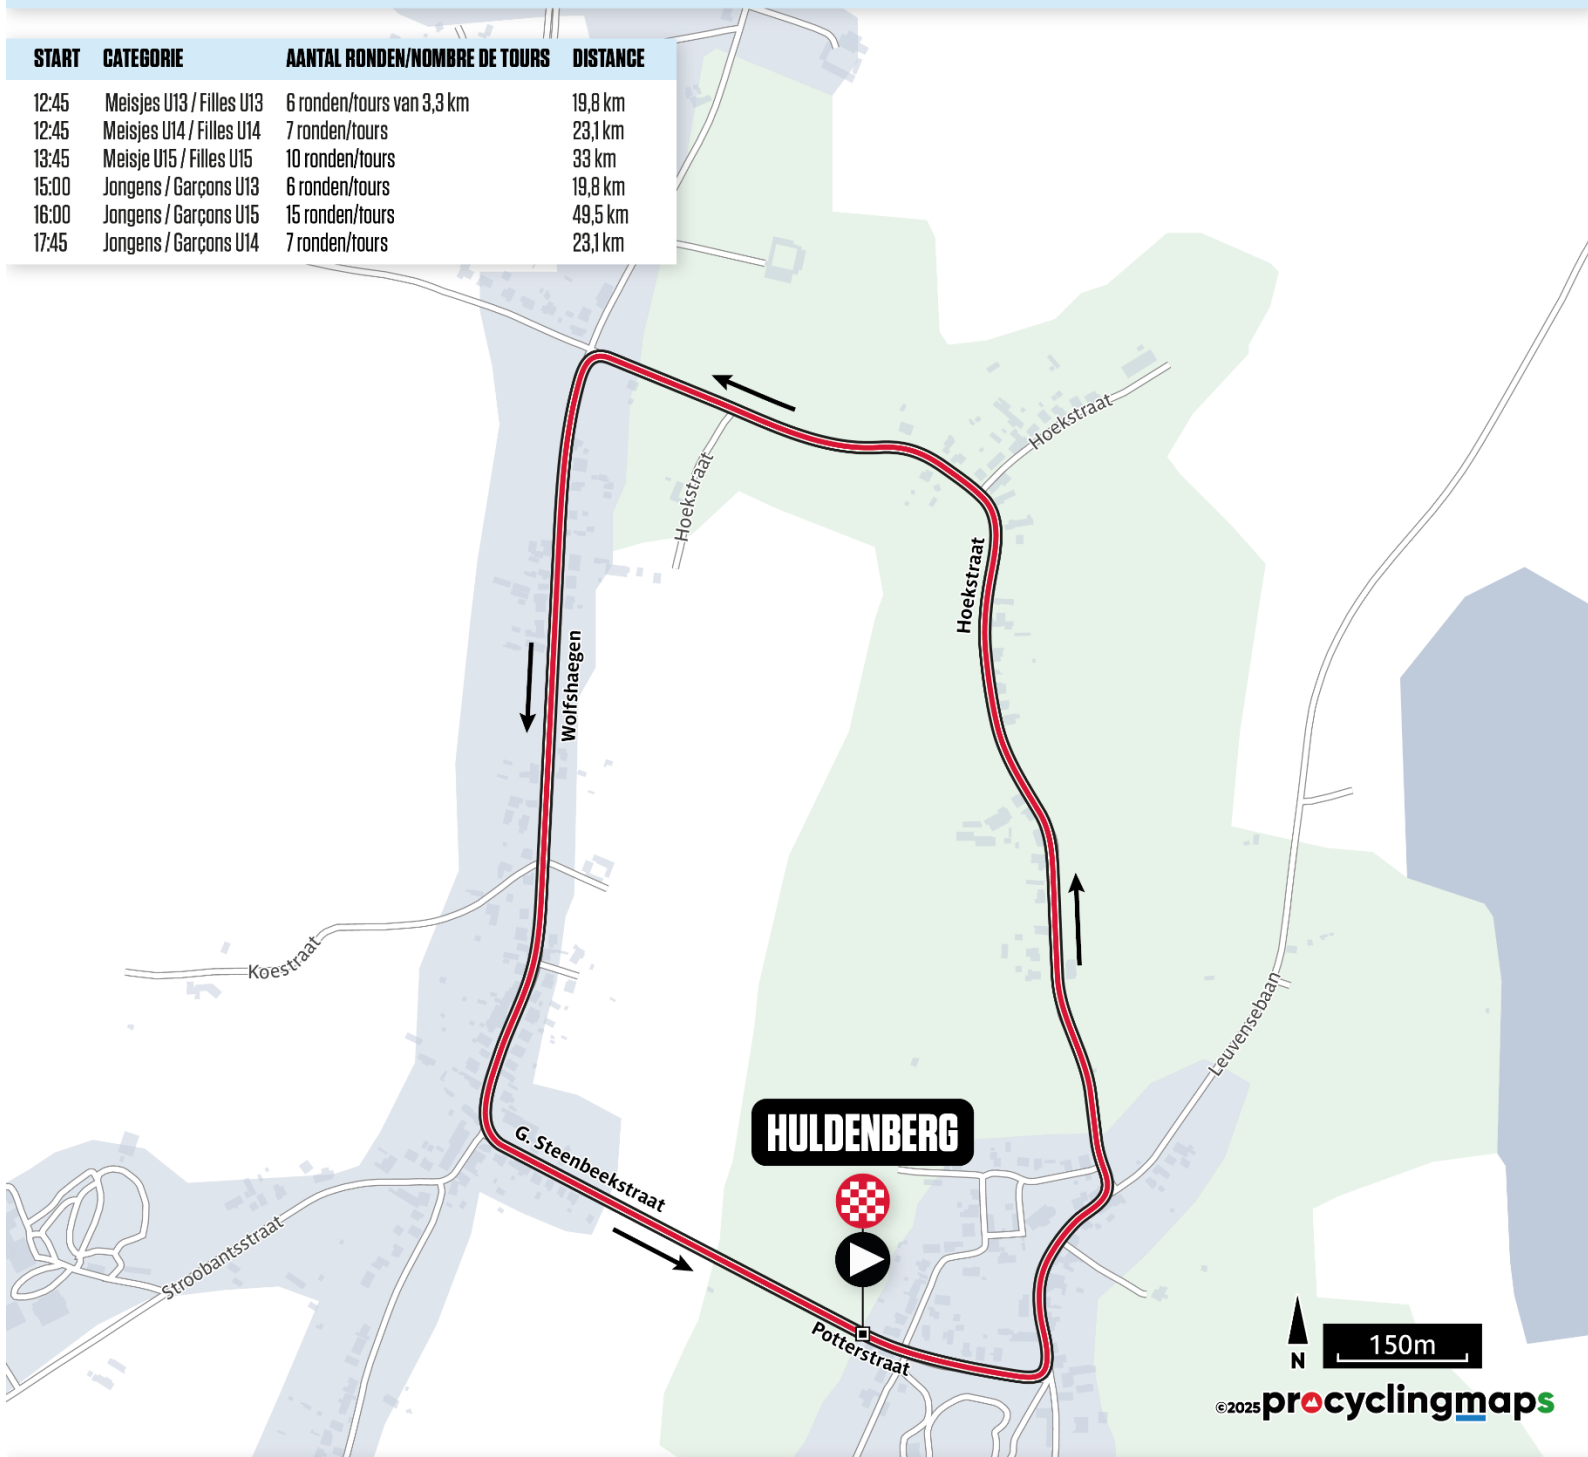 START CATEGORIE AANTAL RONDEN/NOMBRE DE TOURS DISTANCE
12:45 Meisjes U13 / Filles U13 6 ronden/tours van 3,3 km 19,8 km
12:45 Meisjes U14 / Filles U14 7 ronden/tours 23,1 km
13:45 Meisje U15 / Filles U15 10 ronden/tours 33 km
15:00 Jongens / Garçons U13 6 ronden/tours 19,8 km
16:00 Jongens / Garçons U15 15 ronden/tours 49,5 km
17:45 Jongens / Garçons U14 7 ronden/tours 23,1 km
Hoekstraat
Hoekstraat
Hoekstraat
Wolfshaegen
Koestraat
Leuvensebaan
HULDENBERG
G. Steenbeekstraat
Stroobantsstraat
Potterstraat
N
150m
©2025 procyclingmaps